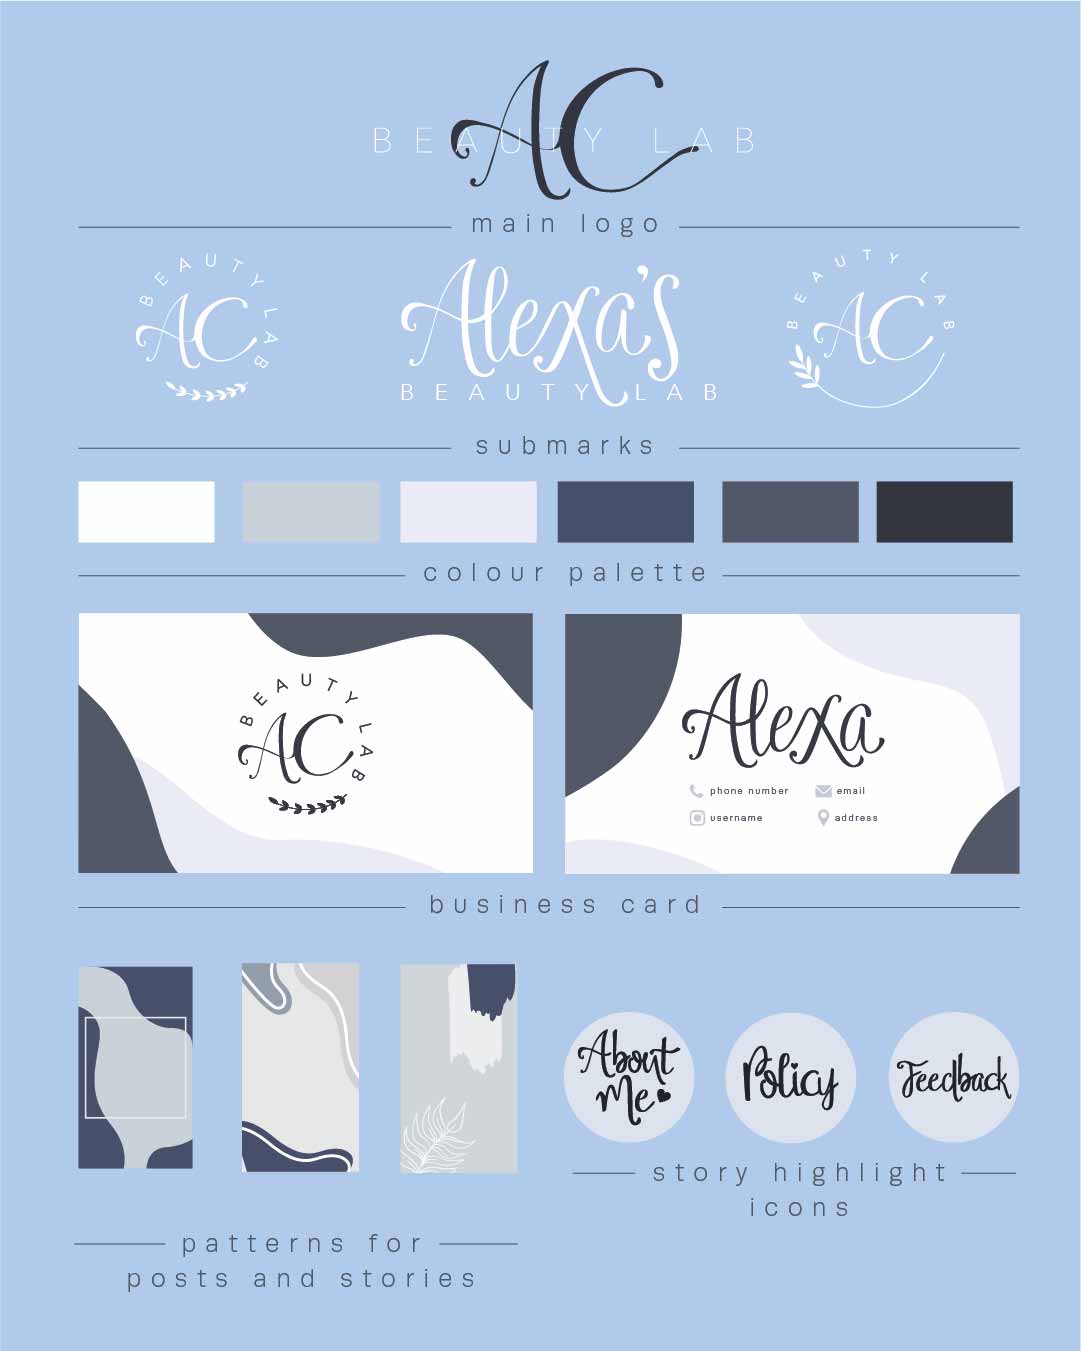 AC
BEAUTY LAB
main logo
BEAUTY LAB
AC
Alexa's
BEAUTY LAB
BEAUTY LAB
AC
submarks
colour palette
BEAUTY LAB
AC
Alexa
phone number
email
username
address
business card
About
Me
Policy
Feedback
story highlight
icons
patterns for
posts and stories